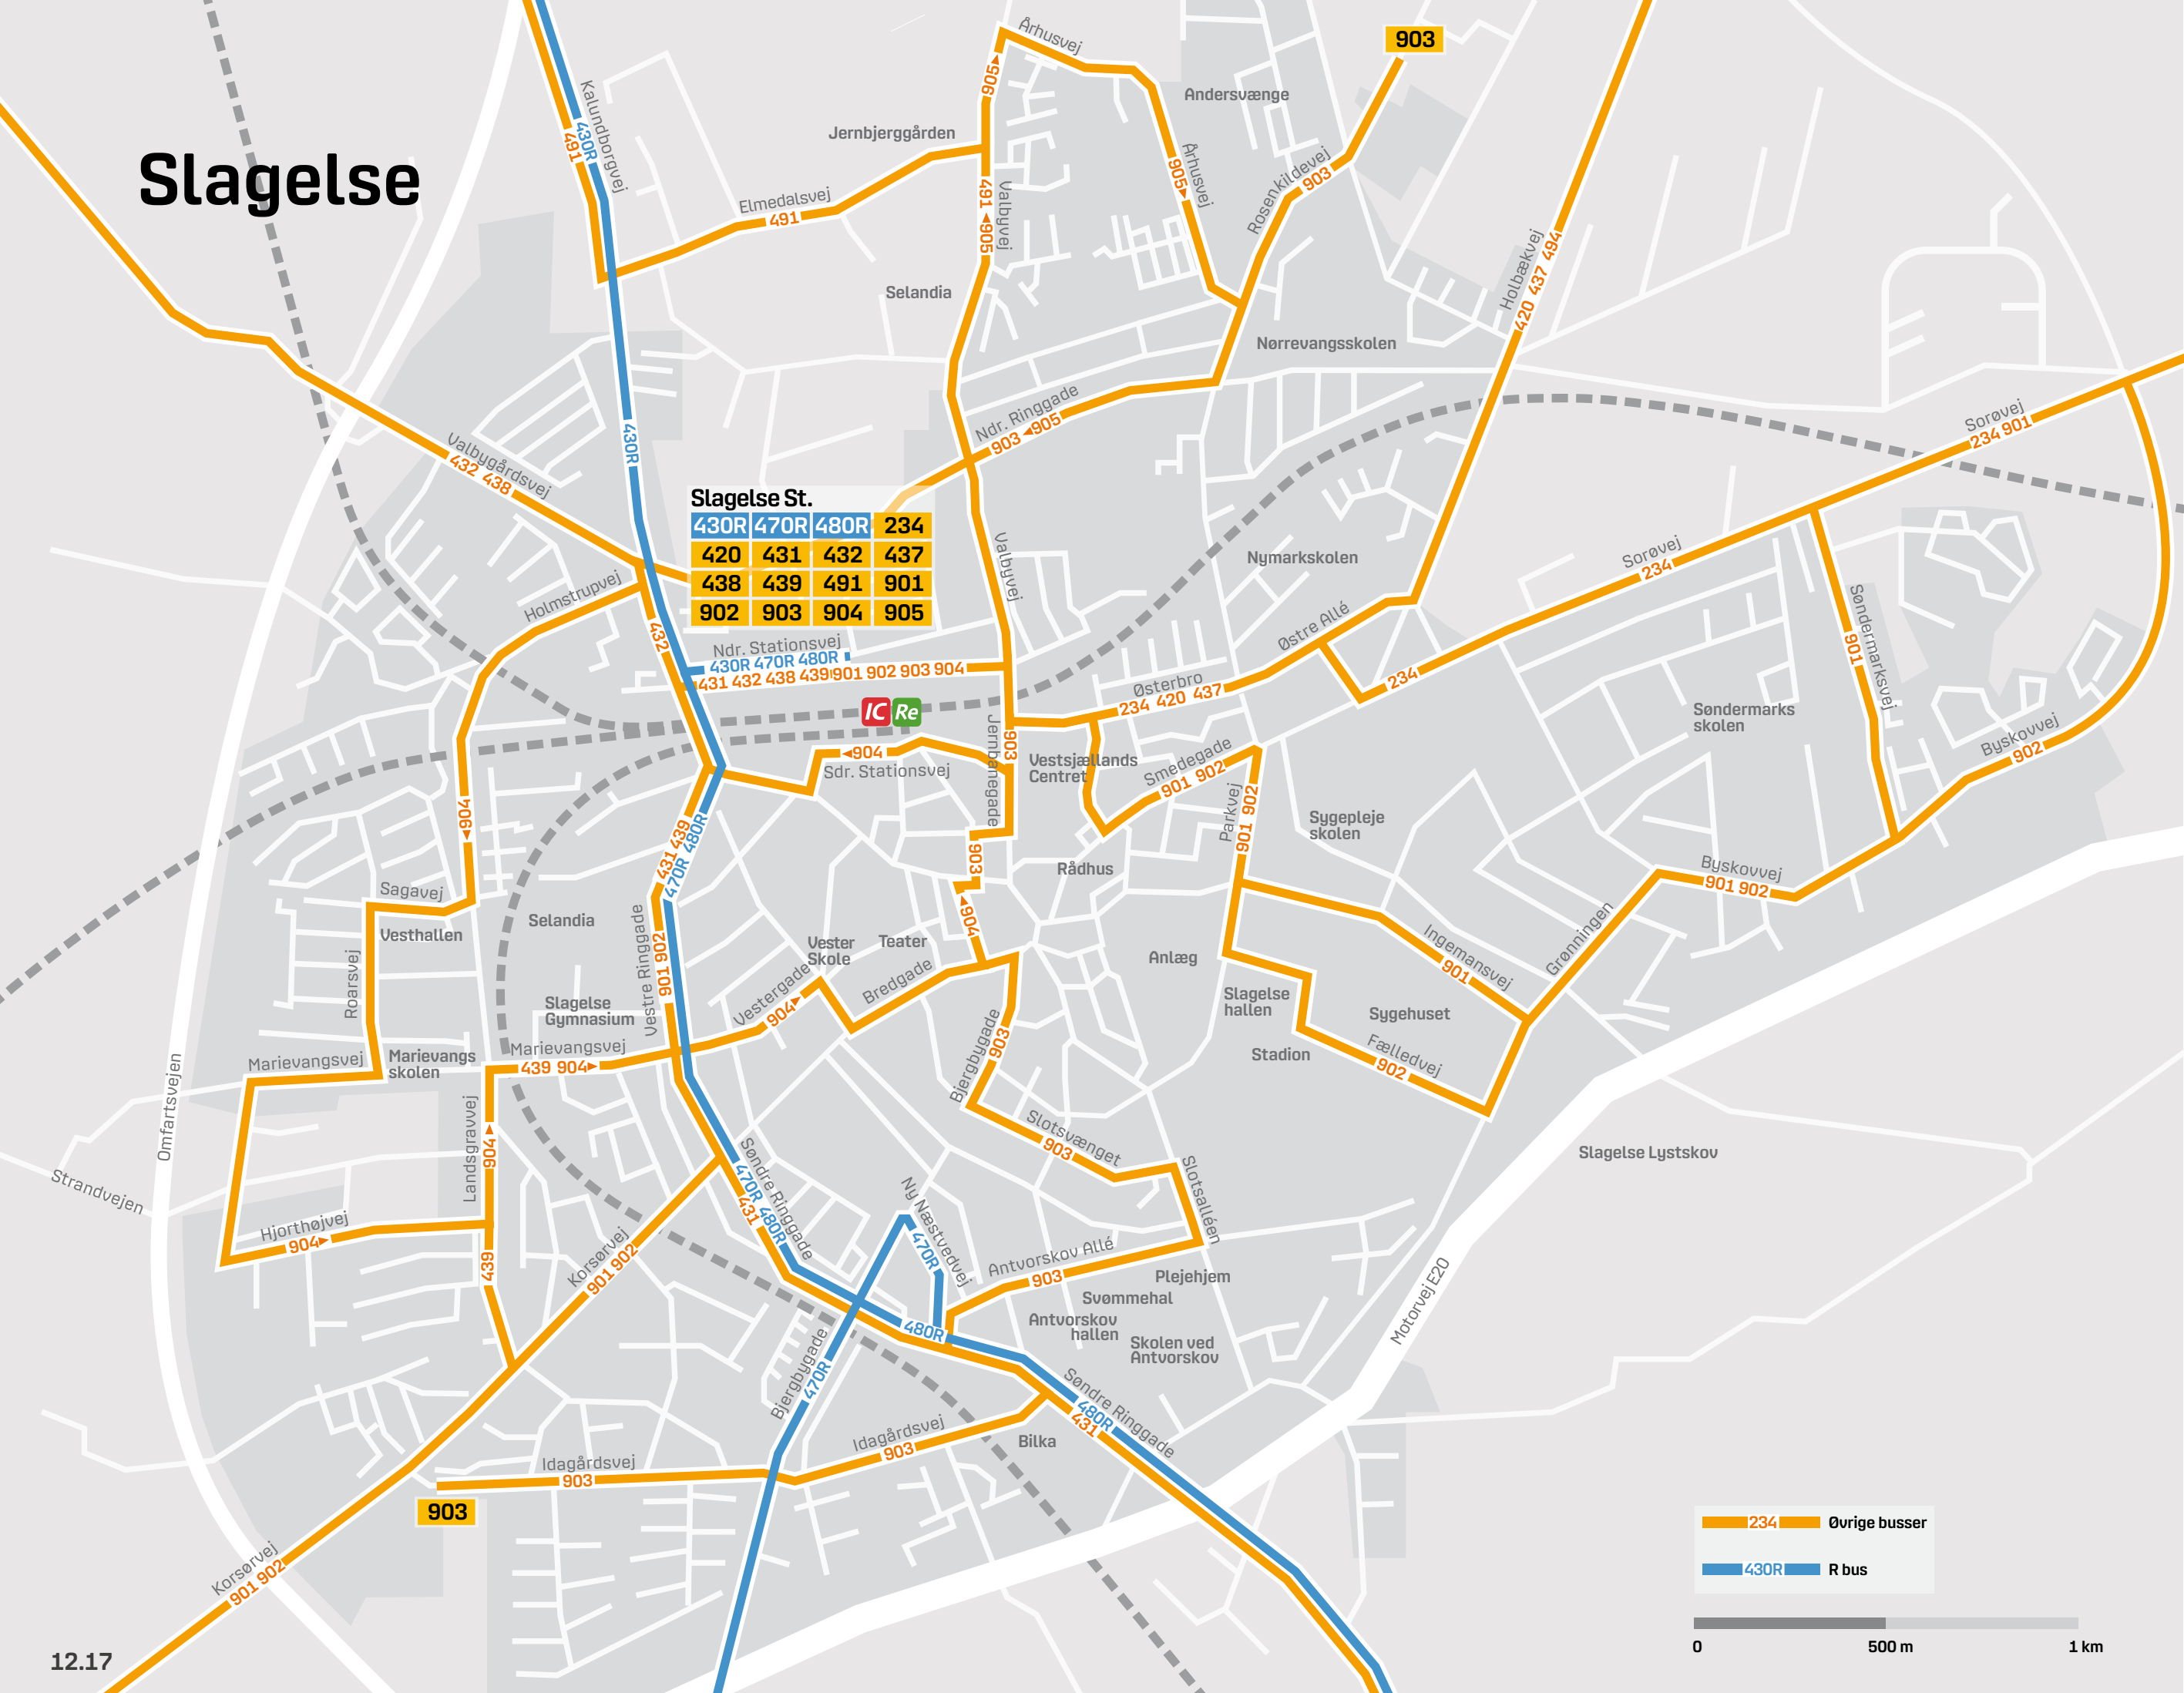 Slagelse
903
Århusvej
905
Andersvænge
Jernbjerggården
Kalundborgvej
430R
491
Elmedalsvej
491
491 905
Valbyvej
905
Århusvej
Rosenkildevej
903
Selandia
Holbækvej
420 437 494
Nørrevangsskolen
Ndr. Ringgade
903 905
Sorøvej
234 901
430R
Valbygårdsvej
432 438
Slagelse St.
430R 470R 480R 234
420 431 432 437
438 439 491 901
902 903 904 905
Valbyvej
Nymarkskolen
Sorøvej
234
Holmstrupvej
432
Ndr. Stationsvej
430R 470R 480R
431 432 438 439 901 902 903 904
Østre Allé
Østerbro
234 420 437
234
901
Søndermarksvej
Søndermarks
skolen
Byskovvej
902
IC Re
903
Jernbanegade
904
Sdr. Stationsvej
Vestsjællands
Centret
Smedegade
901 902
Parkvej
901 902
Sygepleje
skolen
904
431 439
470R 480R
903
Rådhus
Byskovvej
901 902
Sagavej
Vesthallen
Selandia
Roarsvej
Vestre Ringgade
901 902
Vester
Skole
Teater
904
Anlæg
Ingemansvej
901
Grønningen
Slagelse
Gymnasium
Vestergade
904
Bredgade
Slagelse
hallen
Sygehuset
Stadion
Fælledvej
902
Marievangsvej
Marievangs
skolen
Marievangsvej
439 904
Bjergbygade
903
Omfartsvejen
Landsgravvej
904
Slotsvænget
903
Slagelse Lystskov
Strandvejen
Søndre Ringgade
470R 480R
431
Ny Næstvedvej
470R
Slotsalléen
Hjorthøjvej
904
439
Korsørvej
901 902
Antvorskov Allé
903
Plejehjem
Svømmehal
Antvorskov
hallen
Skolen ved
Antvorskov
Motorvej E20
480R
Bjergbygade
470R
Søndre Ringgade
480R
431
Idagårdsvej
903
Bilka
Idagårdsvej
903
903
Korsørvej
901 902
234 Øvrige busser
430R R bus
0 500 m 1 km
12.17